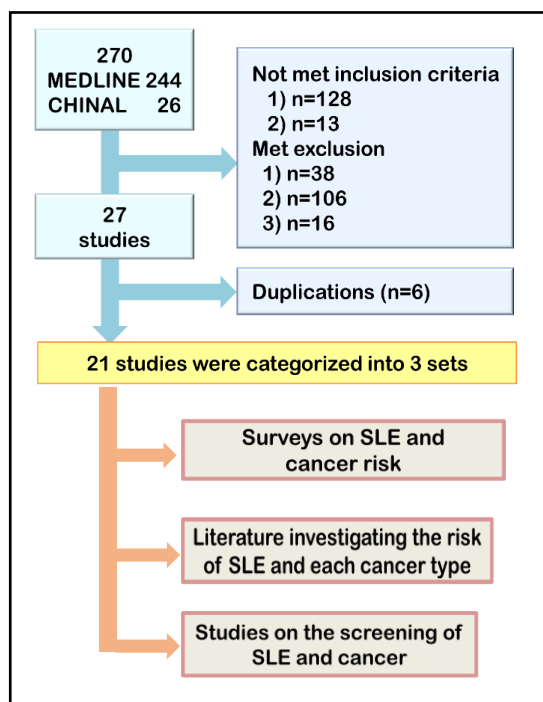 270
MEDLINE 244
CHINAL 26
Not met inclusion criteria
1) n=128
2) n=13
Met exclusion
1) n=38
2) n=106
3) n=16
27
studies
Duplications (n=6)
21 studies were categorized into 3 sets
Surveys on SLE and
cancer risk
Literature investigating the risk
of SLE and each cancer type
Studies on the screening of
SLE and cancer